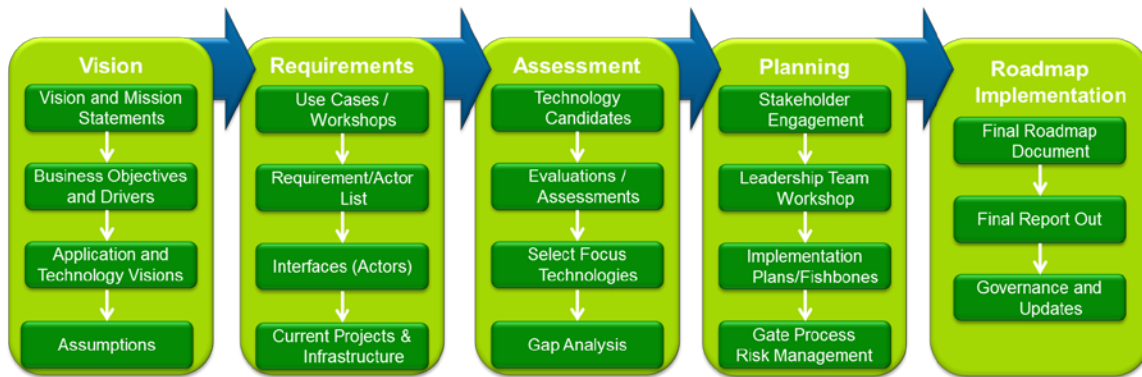 Vision
Vision and Mission
Statements
Business Objectives
and Drivers
Application and
Technology Visions
Assumptions
Requirements
Use Cases /
Workshops
Requirement/Actor
List
Interfaces (Actors)
Current Projects &
Infrastructure
Assessment
Technology
Candidates
Evaluations /
Assessments
Select Focus
Technologies
Gap Analysis
Planning
Stakeholder
Engagement
Leadership Team
Workshop
Implementation
Plans/Fishbones
Gate Process
Risk Management
Roadmap
Implementation
Final Roadmap
Document
Final Report Out
Governance and
Updates